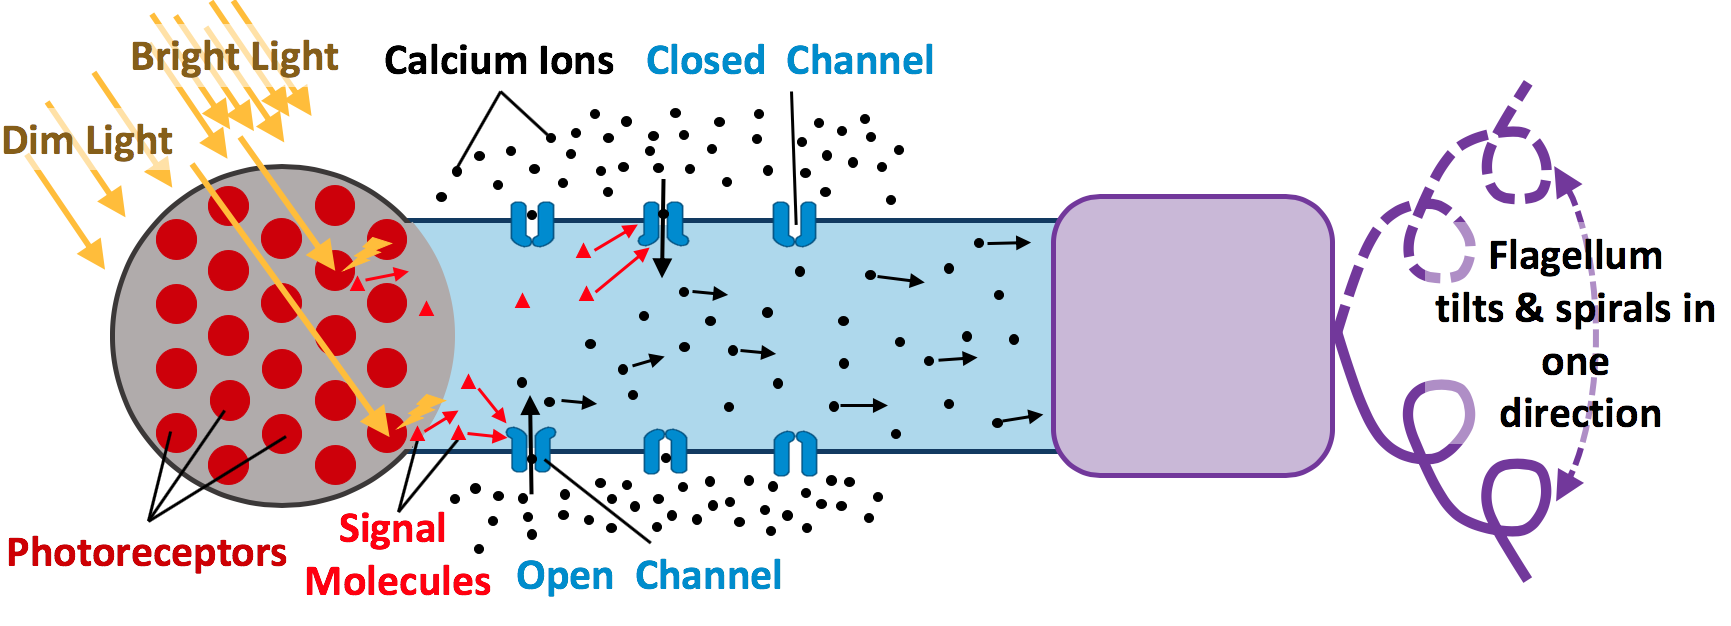 Bright Light
Calcium Ions
Closed Channel
Dim Light
Flagellum
tilts & spirals in
one
direction
Photoreceptors
Signal
Molecules
Open Channel